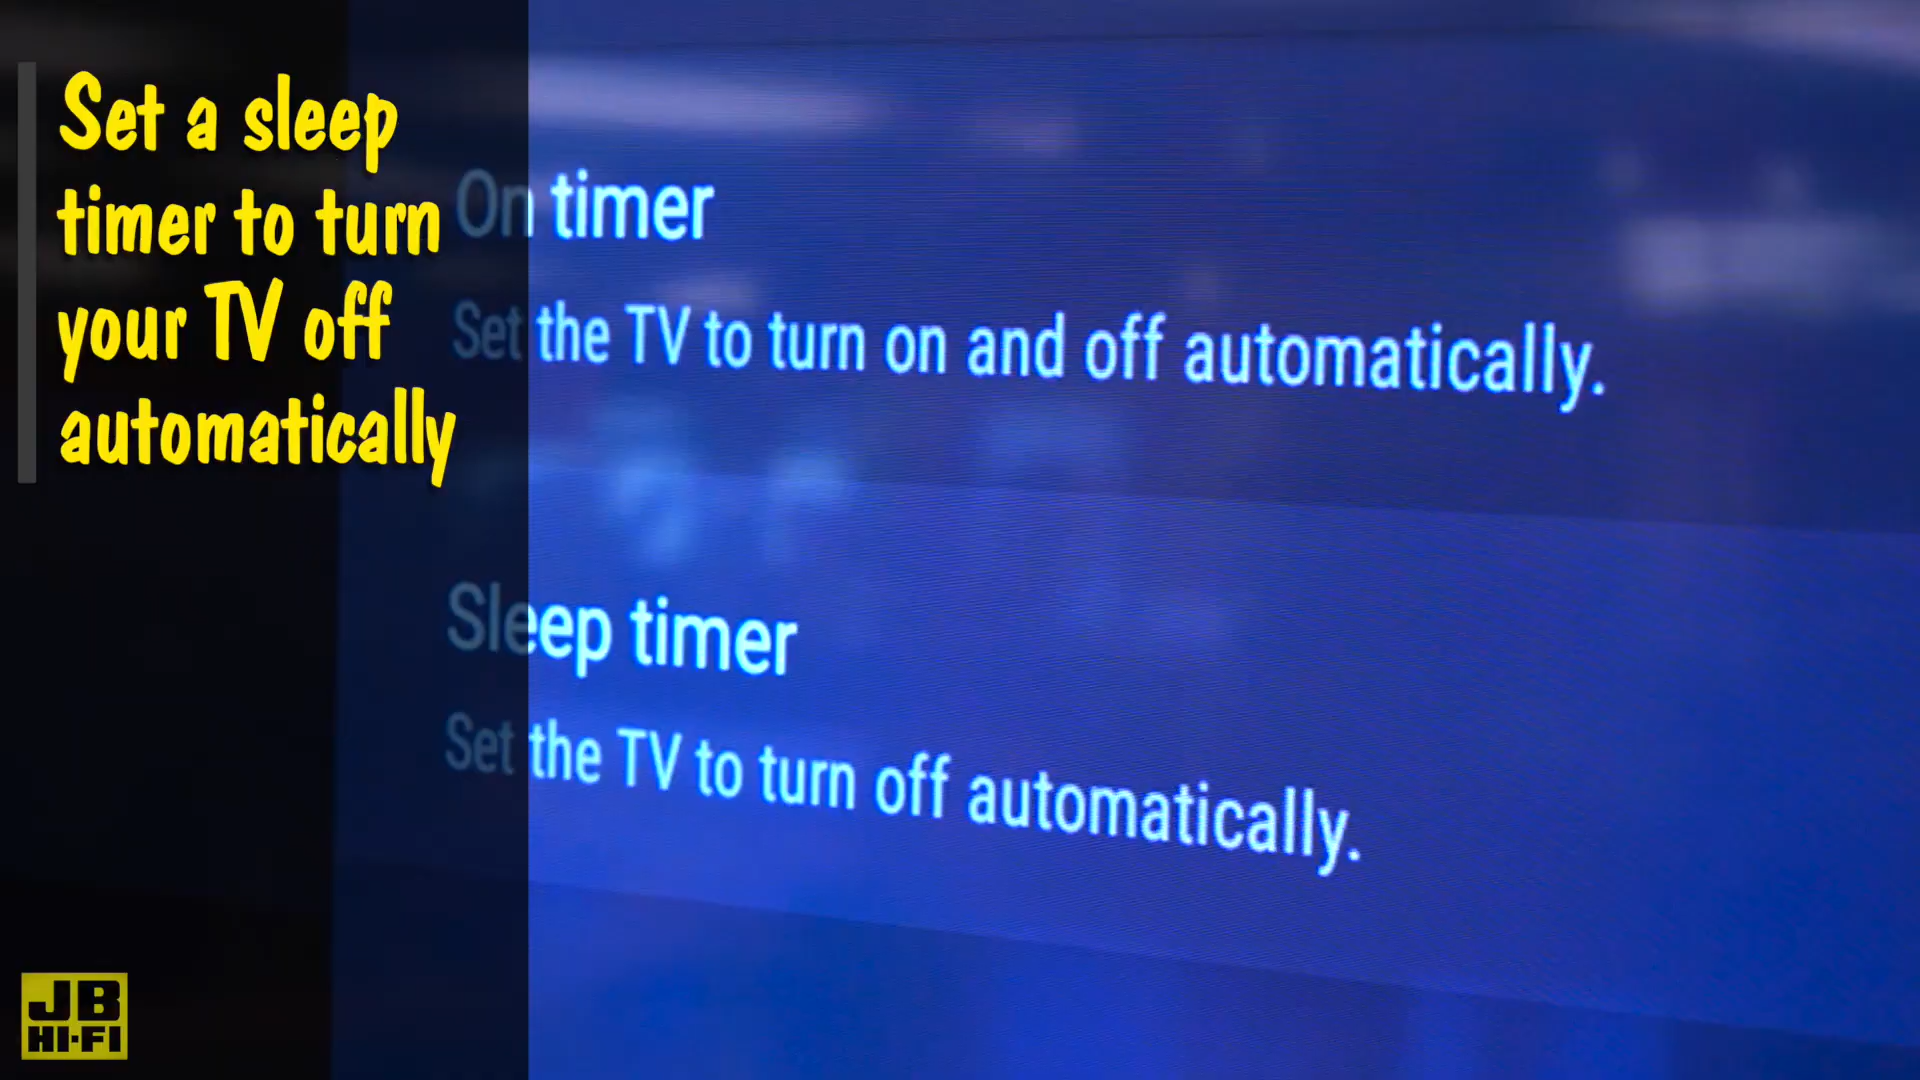 Set a sleep
timer to turn
your TV off
automatically
On timer
Set the TV to turn on and off automatically.
Sleep timer
Set the TV to turn off automatically.
JB
HI-FI